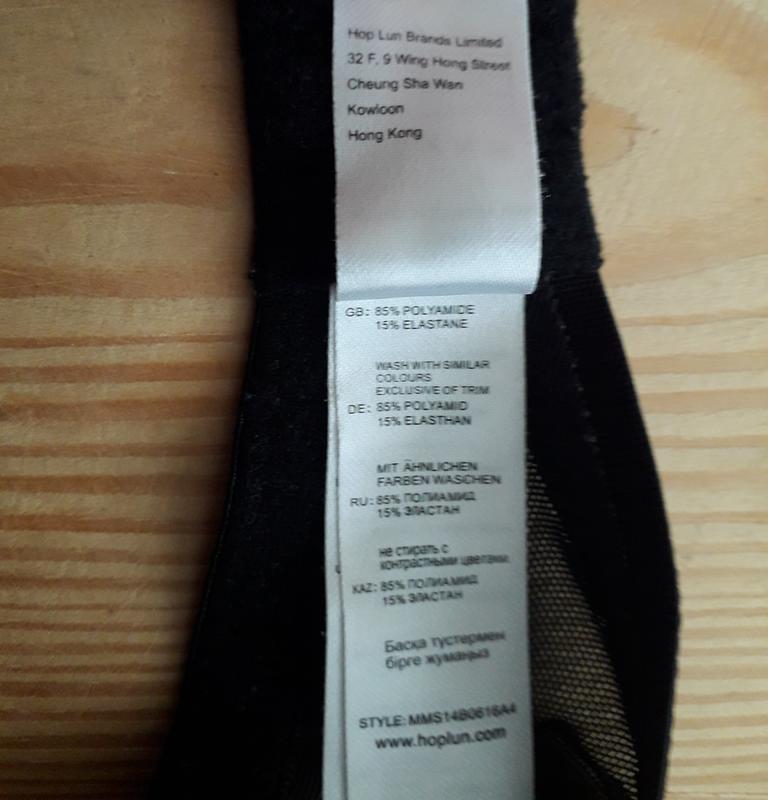 Hop Lun Brands Limited
32 F, 9 Wing Hong Street
Cheung Sha Wan
Kowloon
Hong Kong
GB: 85% POLYAMIDE
15% ELASTANE
WASH WITH SIMILAR
COLOURS
EXCLUSIVE OF TRIM
DE: 85% POLYAMID
15% ELASTHAN
MIT ÄHNLICHEN
FARBEN WASCHEN
RU: 85% ПОЛИАМИД
15% ЭЛАСТАН
не стирать с
контрастными цветами
KAZ: 85% ПОЛИАМИД
15% ЭЛАСТАН
Басқа түстермен
бірге жумаңыз
STYLE: MMS14B0616A4
www.hoplun.com